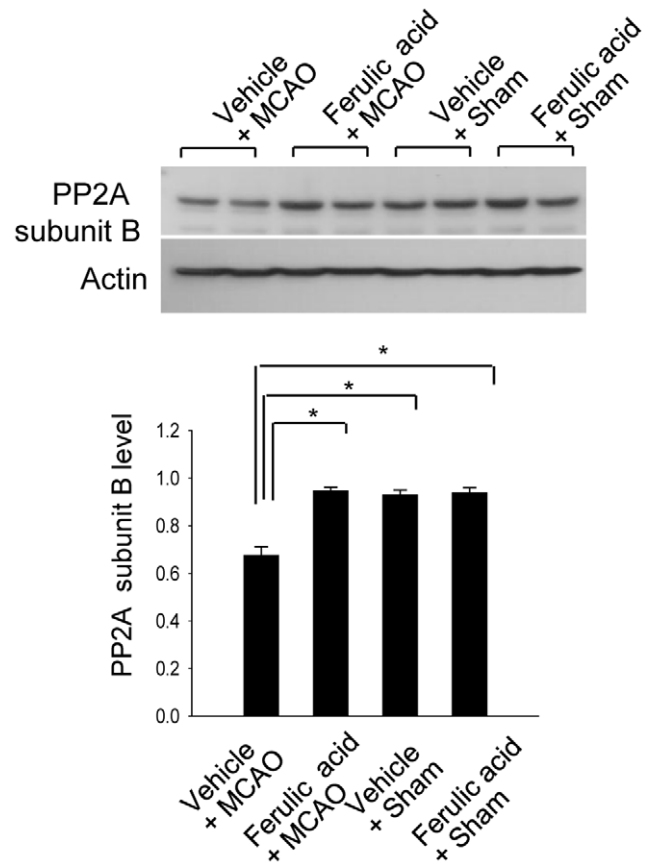 Vehicle
+ MCAO
Ferulic acid
+ MCAO
Vehicle
+ Sham
Ferulic acid
+ Sham
PP2A
subunit B
Actin
*
*
*
PP2A subunit B level
1.2
1.0
0.8
0.6
0.4
0.2
0.0
Vehicle
+ MCAO
Ferulic acid
+ MCAO
Vehicle
+ Sham
Ferulic acid
+ Sham